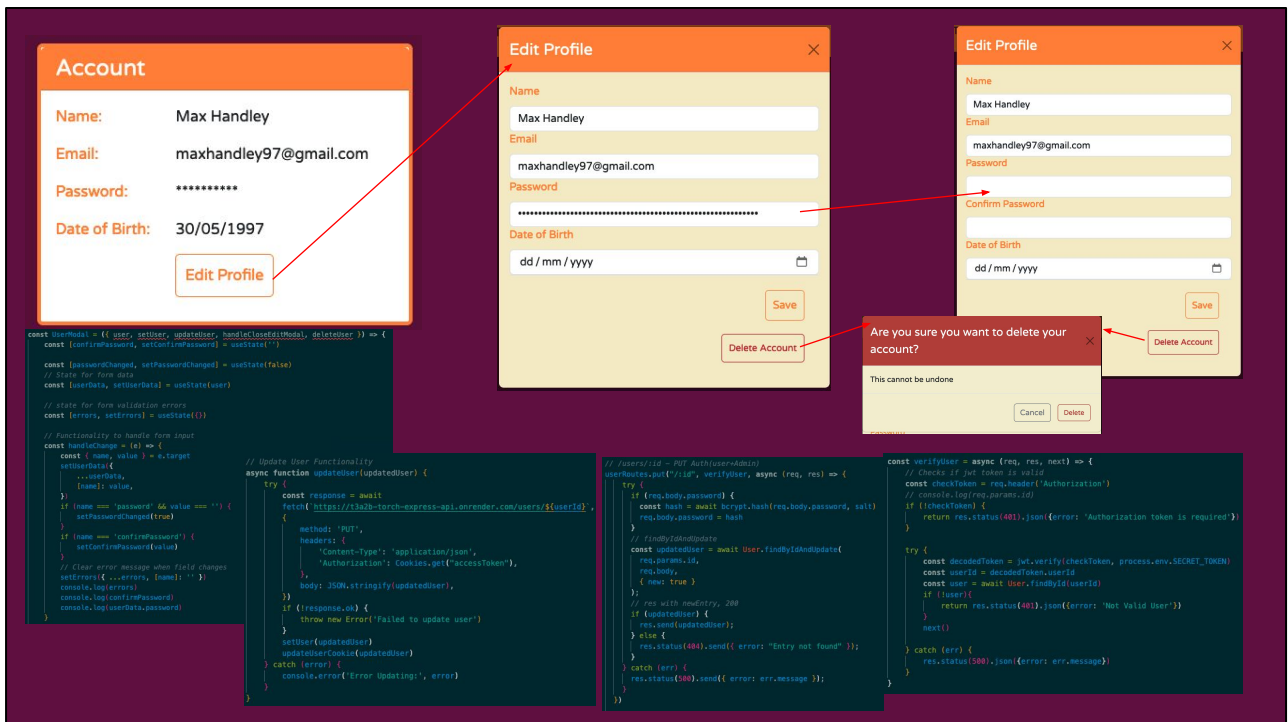 Account
Name: Max Handley
Email: maxhandley97@gmail.com
Password: **********
Date of Birth: 30/05/1997
Edit Profile
Edit Profile
Name
Max Handley
Email
maxhandley97@gmail.com
Password
Date of Birth
dd / mm / yyyy
Save
Delete Account
Edit Profile
Name
Max Handley
Email
maxhandley97@gmail.com
Password
Confirm Password
Date of Birth
dd / mm / yyyy
Save
Delete Account
Are you sure you want to delete your
account?
This cannot be undone
Cancel
Delete
const UserModal = ({ user, setUser, updateUser, handleCloseEditModal, deleteUser }) => {
const [confirmPassword, setConfirmPassword] = useState('')
const [passwordChanged, setPasswordChanged] = useState(false)
// State for form data
const [userData, setUserData] = useState(user)
// state for form validation errors
const [errors, setErrors] = useState({})
// Functionality to handle form input
const handleChange = (e) => {
const { name, value } = e.target
setUserData({
...userData,
[name]: value,
})
if (name === 'password' && value === '') {
setPasswordChanged(true)
}
if (name === 'confirmPassword') {
setConfirmPassword(value)
}
// Clear error message when field changes
setErrors({ ...errors, [name]: '' })
console.log(errors)
console.log(confirmPassword)
console.log(userData.password)
}
// Update User Functionality
async function updateUser(updatedUser) {
try {
const response = await
fetch(`https://t3a2b-torch-express-api.onrender.com/users/${userId}`,
{
method: 'PUT',
headers: {
'Content-Type': 'application/json',
'Authorization': Cookies.get("accessToken"),
},
body: JSON.stringify(updatedUser),
})
if (!response.ok) {
throw new Error('Failed to update user')
}
setUser(updatedUser)
updateUserCookie(updatedUser)
} catch (error) {
console.error('Error Updating:', error)
}
}
// /users/:id - PUT Auth(user+Admin)
userRoutes.put("/:id", verifyUser, async (req, res) => {
try {
if (req.body.password) {
const hash = await bcrypt.hash(req.body.password, salt)
req.body.password = hash
}
// findByIdAndUpdate
const updatedUser = await User.findByIdAndUpdate(
req.params.id,
req.body,
{ new: true }
);
// res with newEntry, 200
if (updatedUser) {
res.send(updatedUser);
} else {
res.status(404).send({ error: "Entry not found" });
}
} catch (err) {
res.status(500).send({ error: err.message });
}
})
const verifyUser = async (req, res, next) => {
// Checks if jwt token is valid
const checkToken = req.header('Authorization')
// console.log(req.params.id)
if (!checkToken) {
return res.status(401).json({error: 'Authorization token is required'})
}
try {
const decodedToken = jwt.verify(checkToken, process.env.SECRET_TOKEN)
const userId = decodedToken.userId
const user = await User.findById(userId)
if (!user){
return res.status(401).json({error: 'Not Valid User'})
}
next()
} catch (err) {
res.status(500).json({error: err.message})
}
}